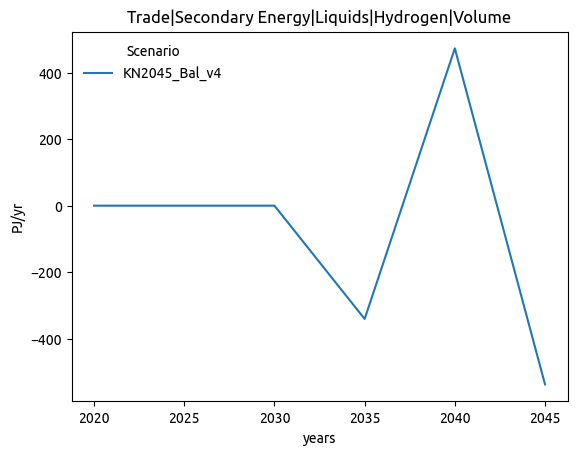 Trade|Secondary Energy|Liquids|Hydrogen|Volume
Scenario
KN2045_Bal_v4
400
200
0
−200
−400
PJ/yr
2020 2025 2030 2035 2040 2045
years